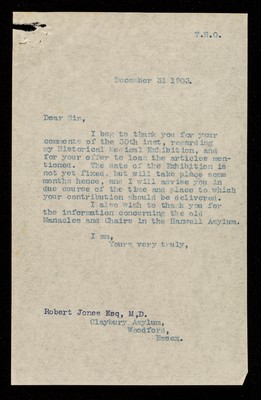 T.S.O.
December 31 1903.
Dear Sir,
I beg to thank you for your
comments of the 30th inst, regarding
my Historical Medical Exhibition, and
for your offer to loan the articles men-
tioned. The date of the Exhibition is
not yet fixed, but will take place some
months hence, and I will advise you in
due course of the time and place to which
your contribution should be delivered.
I also wish to thank you for
the information concerning the old
Manacles and Chairs in the Hanwell Asylum.
I am,
Yours very truly,
Robert Jones Esq, M.D.
Claybury Asylum,
Woodford,
Essex.